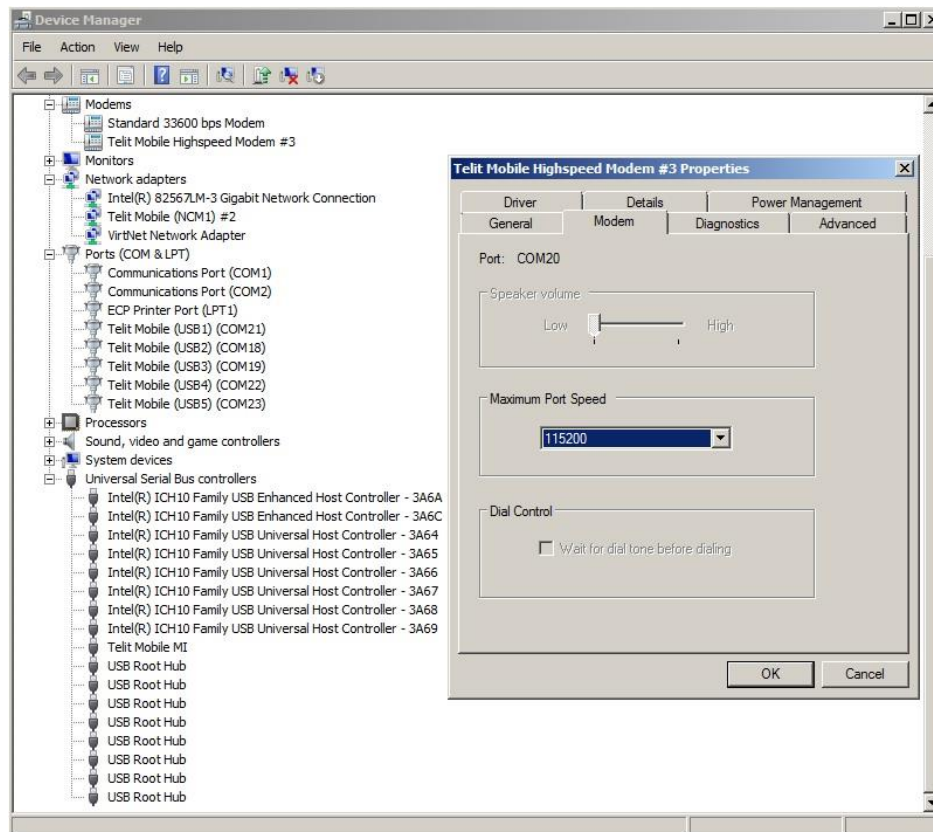 Device Manager
File Action View Help
Modems
Standard 33600 bps Modem
Telit Mobile Highspeed Modem #3
Monitors
Network adapters
Intel(R) 82567LM-3 Gigabit Network Connection
Telit Mobile (NCM1) #2
VirtNet Network Adapter
Ports (COM & LPT)
Communications Port (COM1)
Communications Port (COM2)
ECP Printer Port (LPT1)
Telit Mobile (USB1) (COM21)
Telit Mobile (USB2) (COM18)
Telit Mobile (USB3) (COM19)
Telit Mobile (USB4) (COM22)
Telit Mobile (USB5) (COM23)
Processors
Sound, video and game controllers
System devices
Universal Serial Bus controllers
Intel(R) ICH10 Family USB Enhanced Host Controller - 3A6A
Intel(R) ICH10 Family USB Enhanced Host Controller - 3A6C
Intel(R) ICH10 Family USB Universal Host Controller - 3A64
Intel(R) ICH10 Family USB Universal Host Controller - 3A65
Intel(R) ICH10 Family USB Universal Host Controller - 3A66
Intel(R) ICH10 Family USB Universal Host Controller - 3A67
Intel(R) ICH10 Family USB Universal Host Controller - 3A68
Intel(R) ICH10 Family USB Universal Host Controller - 3A69
Telit Mobile MI
USB Root Hub
USB Root Hub
USB Root Hub
USB Root Hub
USB Root Hub
USB Root Hub
USB Root Hub
USB Root Hub
Telit Mobile Highspeed Modem #3 Properties
Driver Details Power Management
General Modem Diagnostics Advanced
Port: COM20
Speaker volume
Low High
Maximum Port Speed
115200
Dial Control
Wait for dial tone before dialing
OK Cancel